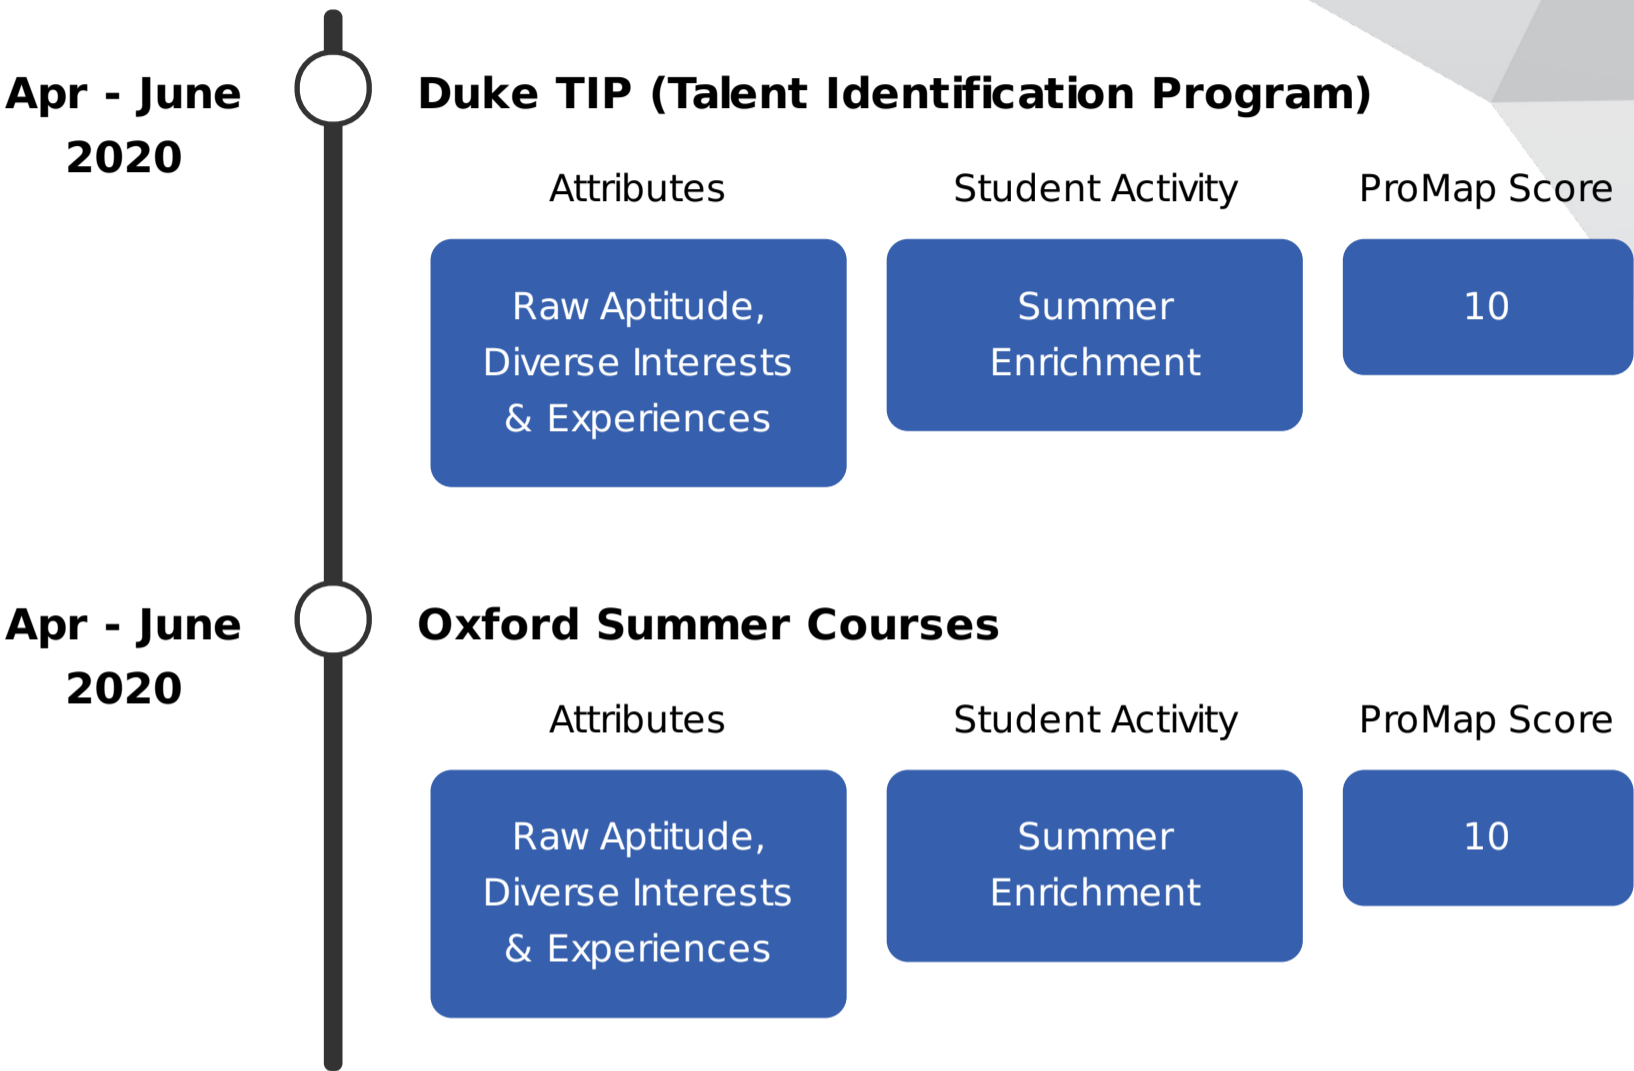 Apr - June
2020
Duke TIP (Talent Identification Program)
Attributes
Student Activity
ProMap Score
Raw Aptitude,
Diverse Interests
& Experiences
Summer
Enrichment
10
Apr - June
2020
Oxford Summer Courses
Attributes
Student Activity
ProMap Score
Raw Aptitude,
Diverse Interests
& Experiences
Summer
Enrichment
10